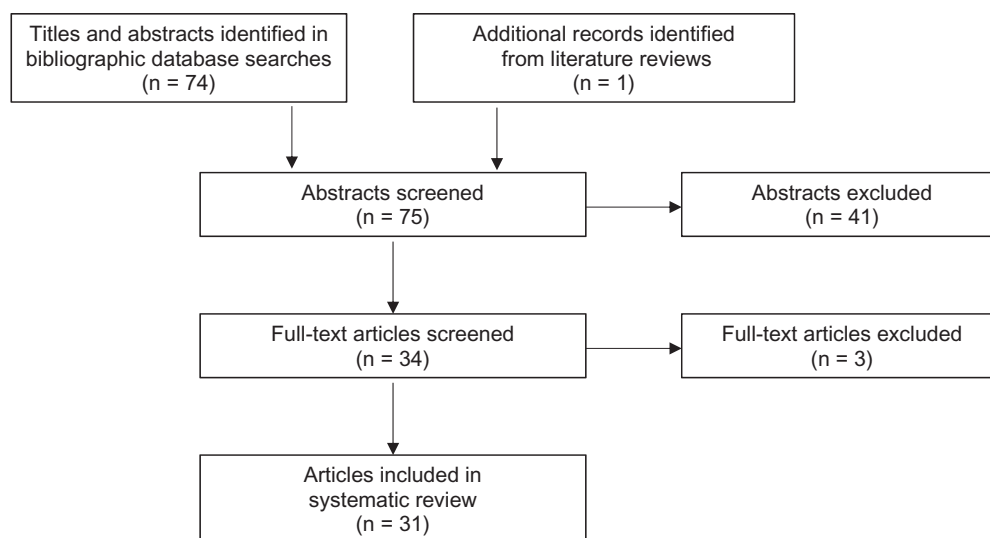 Titles and abstracts identified in
bibliographic database searches
(n = 74)
Additional records identified
from literature reviews
(n = 1)
Abstracts screened
(n = 75)
Abstracts excluded
(n = 41)
Full-text articles screened
(n = 34)
Full-text articles excluded
(n = 3)
Articles included in
systematic review
(n = 31)